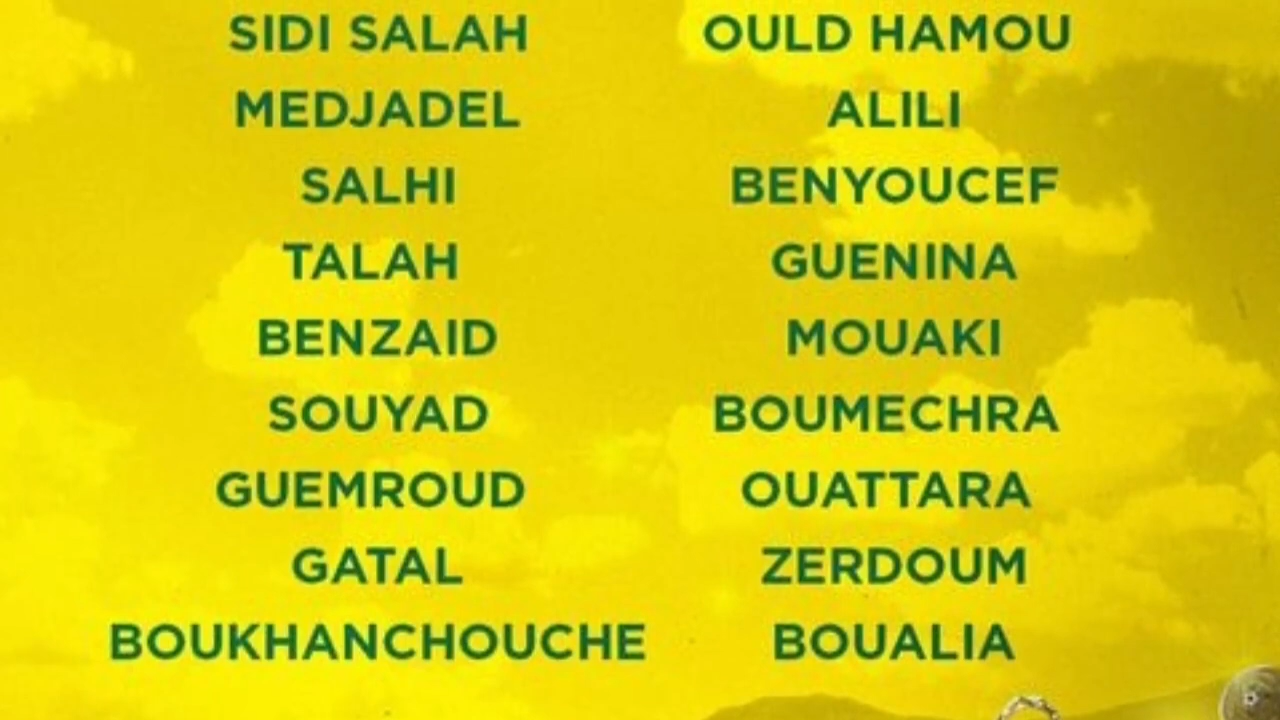 SIDI SALAH
MEDJADEL
SALHI
TALAH
BENZAID
SOUYAD
GUEMROUD
GATAL
BOUKHANCHOUCHE
OULD HAMOU
ALILI
BENYOUCEF
GUENINA
MOUAKI
BOUMECHRA
OUATTARA
ZERDOUM
BOUALIA